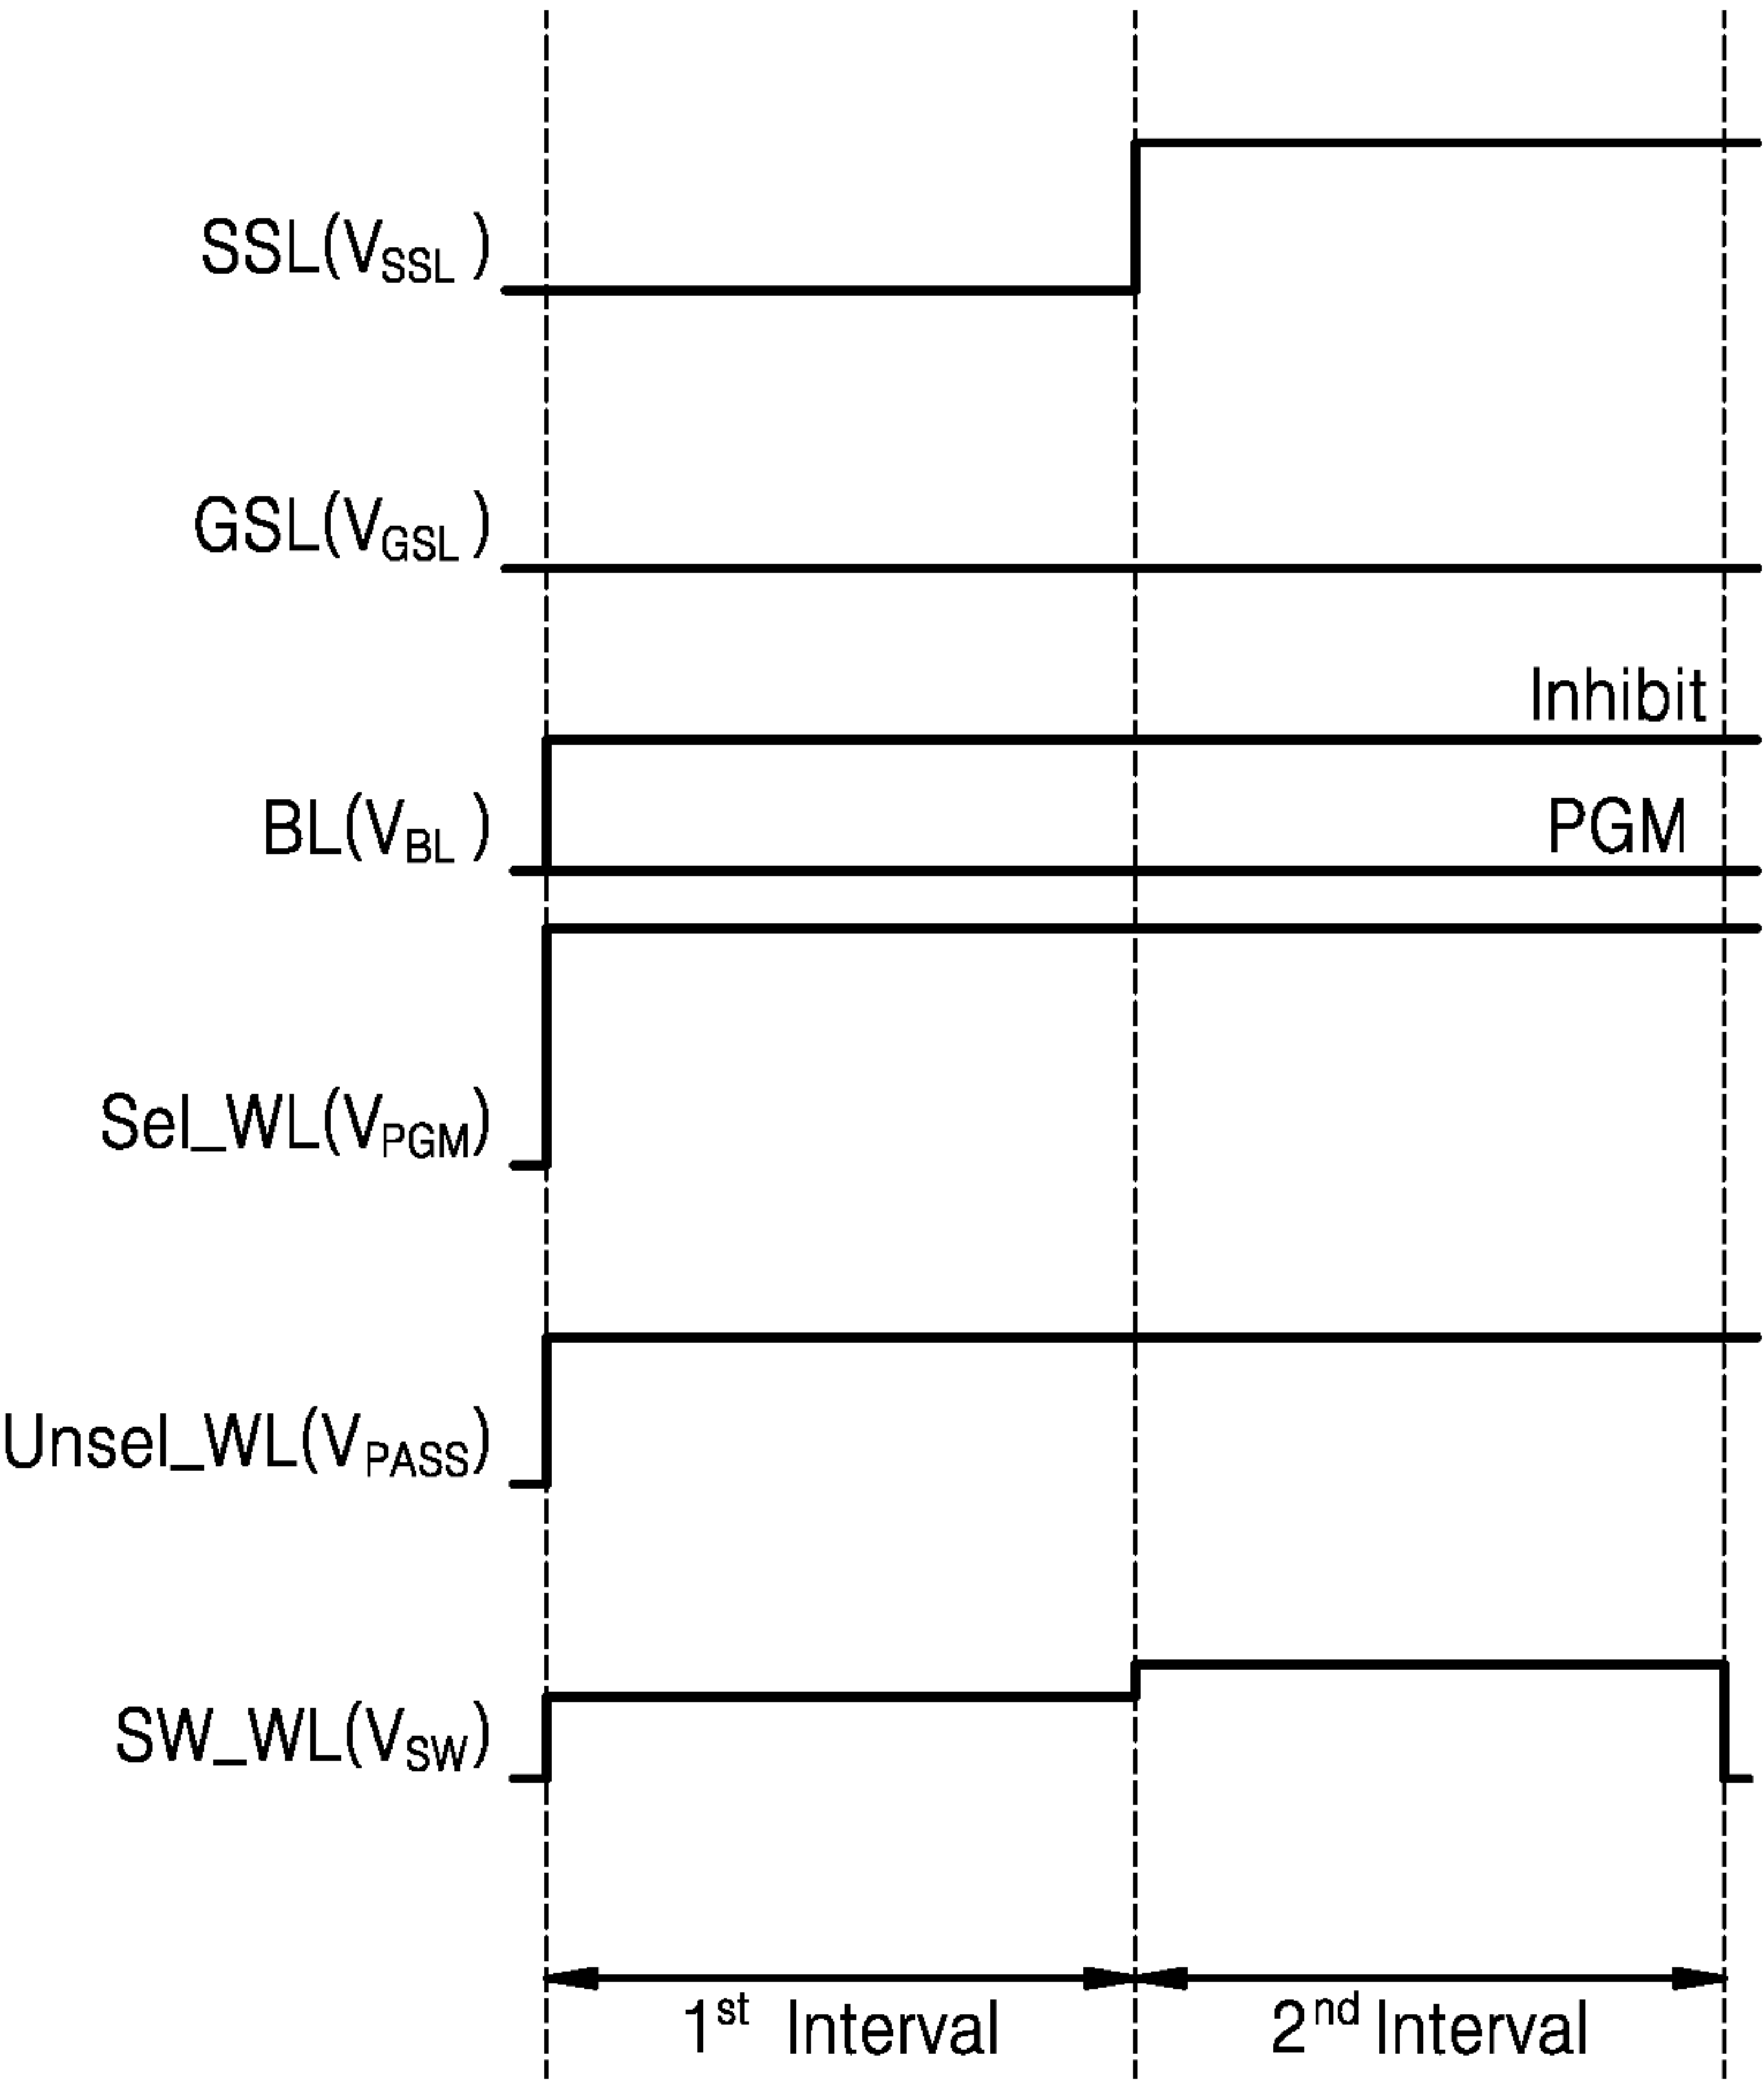 SSL(VSSL )
GSL(VGSL )
Inhibit
BL(VBL )
PGM
Sel_WL(VPGM)
Unsel_WL(VPASS)
SW_WL(VSW)
1st Interval
2nd Interval